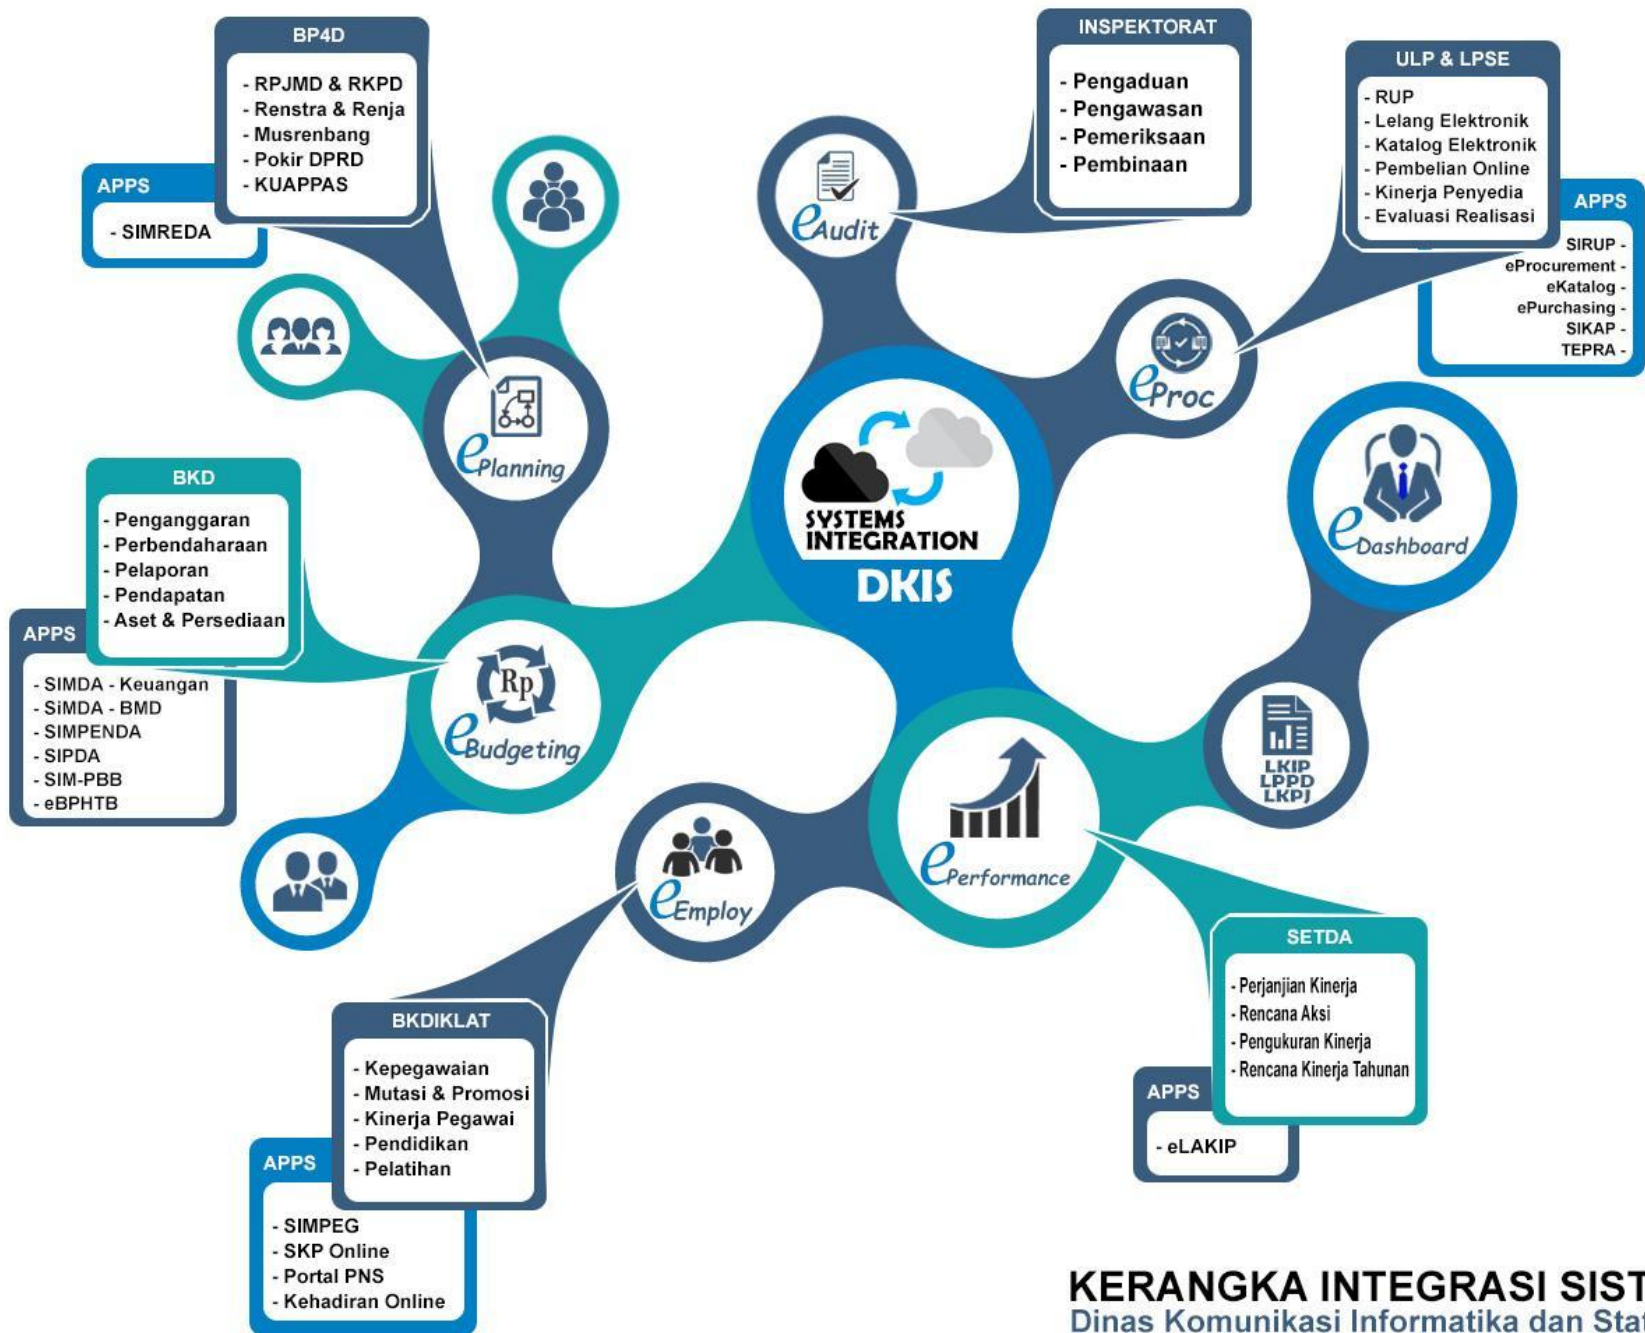 BP4D
- RPJMD & RKPD
- Renstra & Renja
- Musrenbang
- Pokir DPRD
- KUAPPAS
APPS
- SIMREDA
INSPEKTORAT
- Pengaduan
- Pengawasan
- Pemeriksaan
- Pembinaan
ULP & LPSE
- RUP
- Lelang Elektronik
- Katalog Elektronik
- Pembelian Online
- Kinerja Penyedia
- Evaluasi Realisasi
APPS
SIRUP -
eProcurement -
eKatalog -
ePurchasing -
SIKAP -
TEPRA -
eAudit
eProc
ePlanning
SYSTEMS
INTEGRATION
DKIS
eDashboard
BKD
- Penganggaran
- Perbendaharaan
- Pelaporan
- Pendapatan
- Aset & Persediaan
APPS
- SIMDA - Keuangan
- SiMDA - BMD
- SIMPENDA
- SIPDA
- SIM-PBB
- eBPHTB
Rp
eBudgeting
LKIP
LPPD
LKPJ
ePerformance
eEmploy
SETDA
- Perjanjian Kinerja
- Rencana Aksi
- Pengukuran Kinerja
- Rencana Kinerja Tahunan
APPS
- eLAKIP
BKDIKLAT
- Kepegawaian
- Mutasi & Promosi
- Kinerja Pegawai
- Pendidikan
- Pelatihan
APPS
- SIMPEG
- SKP Online
- Portal PNS
- Kehadiran Online
KERANGKA INTEGRASI SIST
Dinas Komunikasi Informatika dan Stat